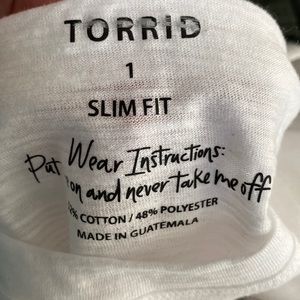 TORRID
1
SLIM FIT
Wear Instructions:
Put on and never take me off
COTTON / 48% POLYESTER
MADE IN GUATEMALA